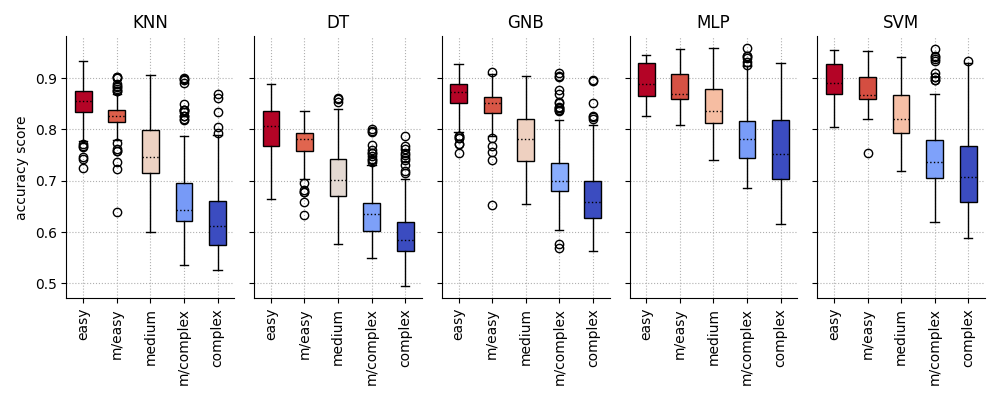 KNN DT GNB MLP SVM
accuracy score
0.9
0.8
0.7
0.6
0.5
easy m/easy medium m/complex complex easy m/easy medium m/complex complex easy m/easy medium m/complex complex easy m/easy medium m/complex complex easy m/easy medium m/complex complex